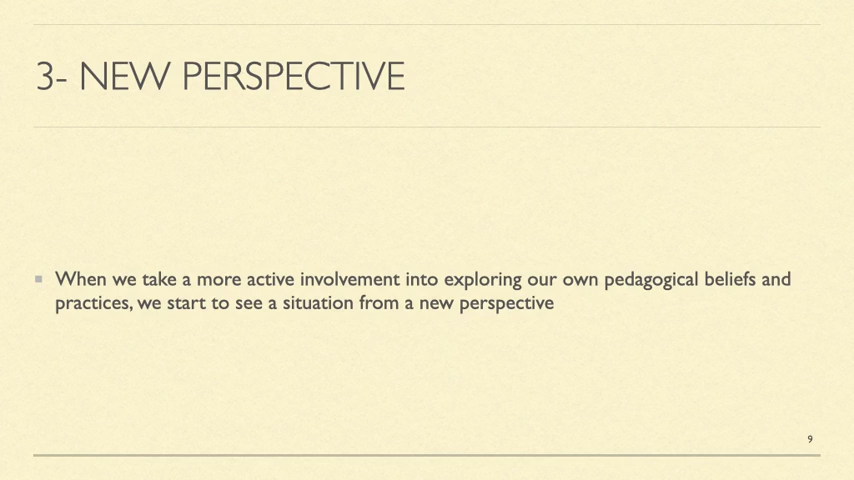 3- NEW PERSPECTIVE
When we take a more active involvement into exploring our own pedagogical beliefs and
practices, we start to see a situation from a new perspective
9